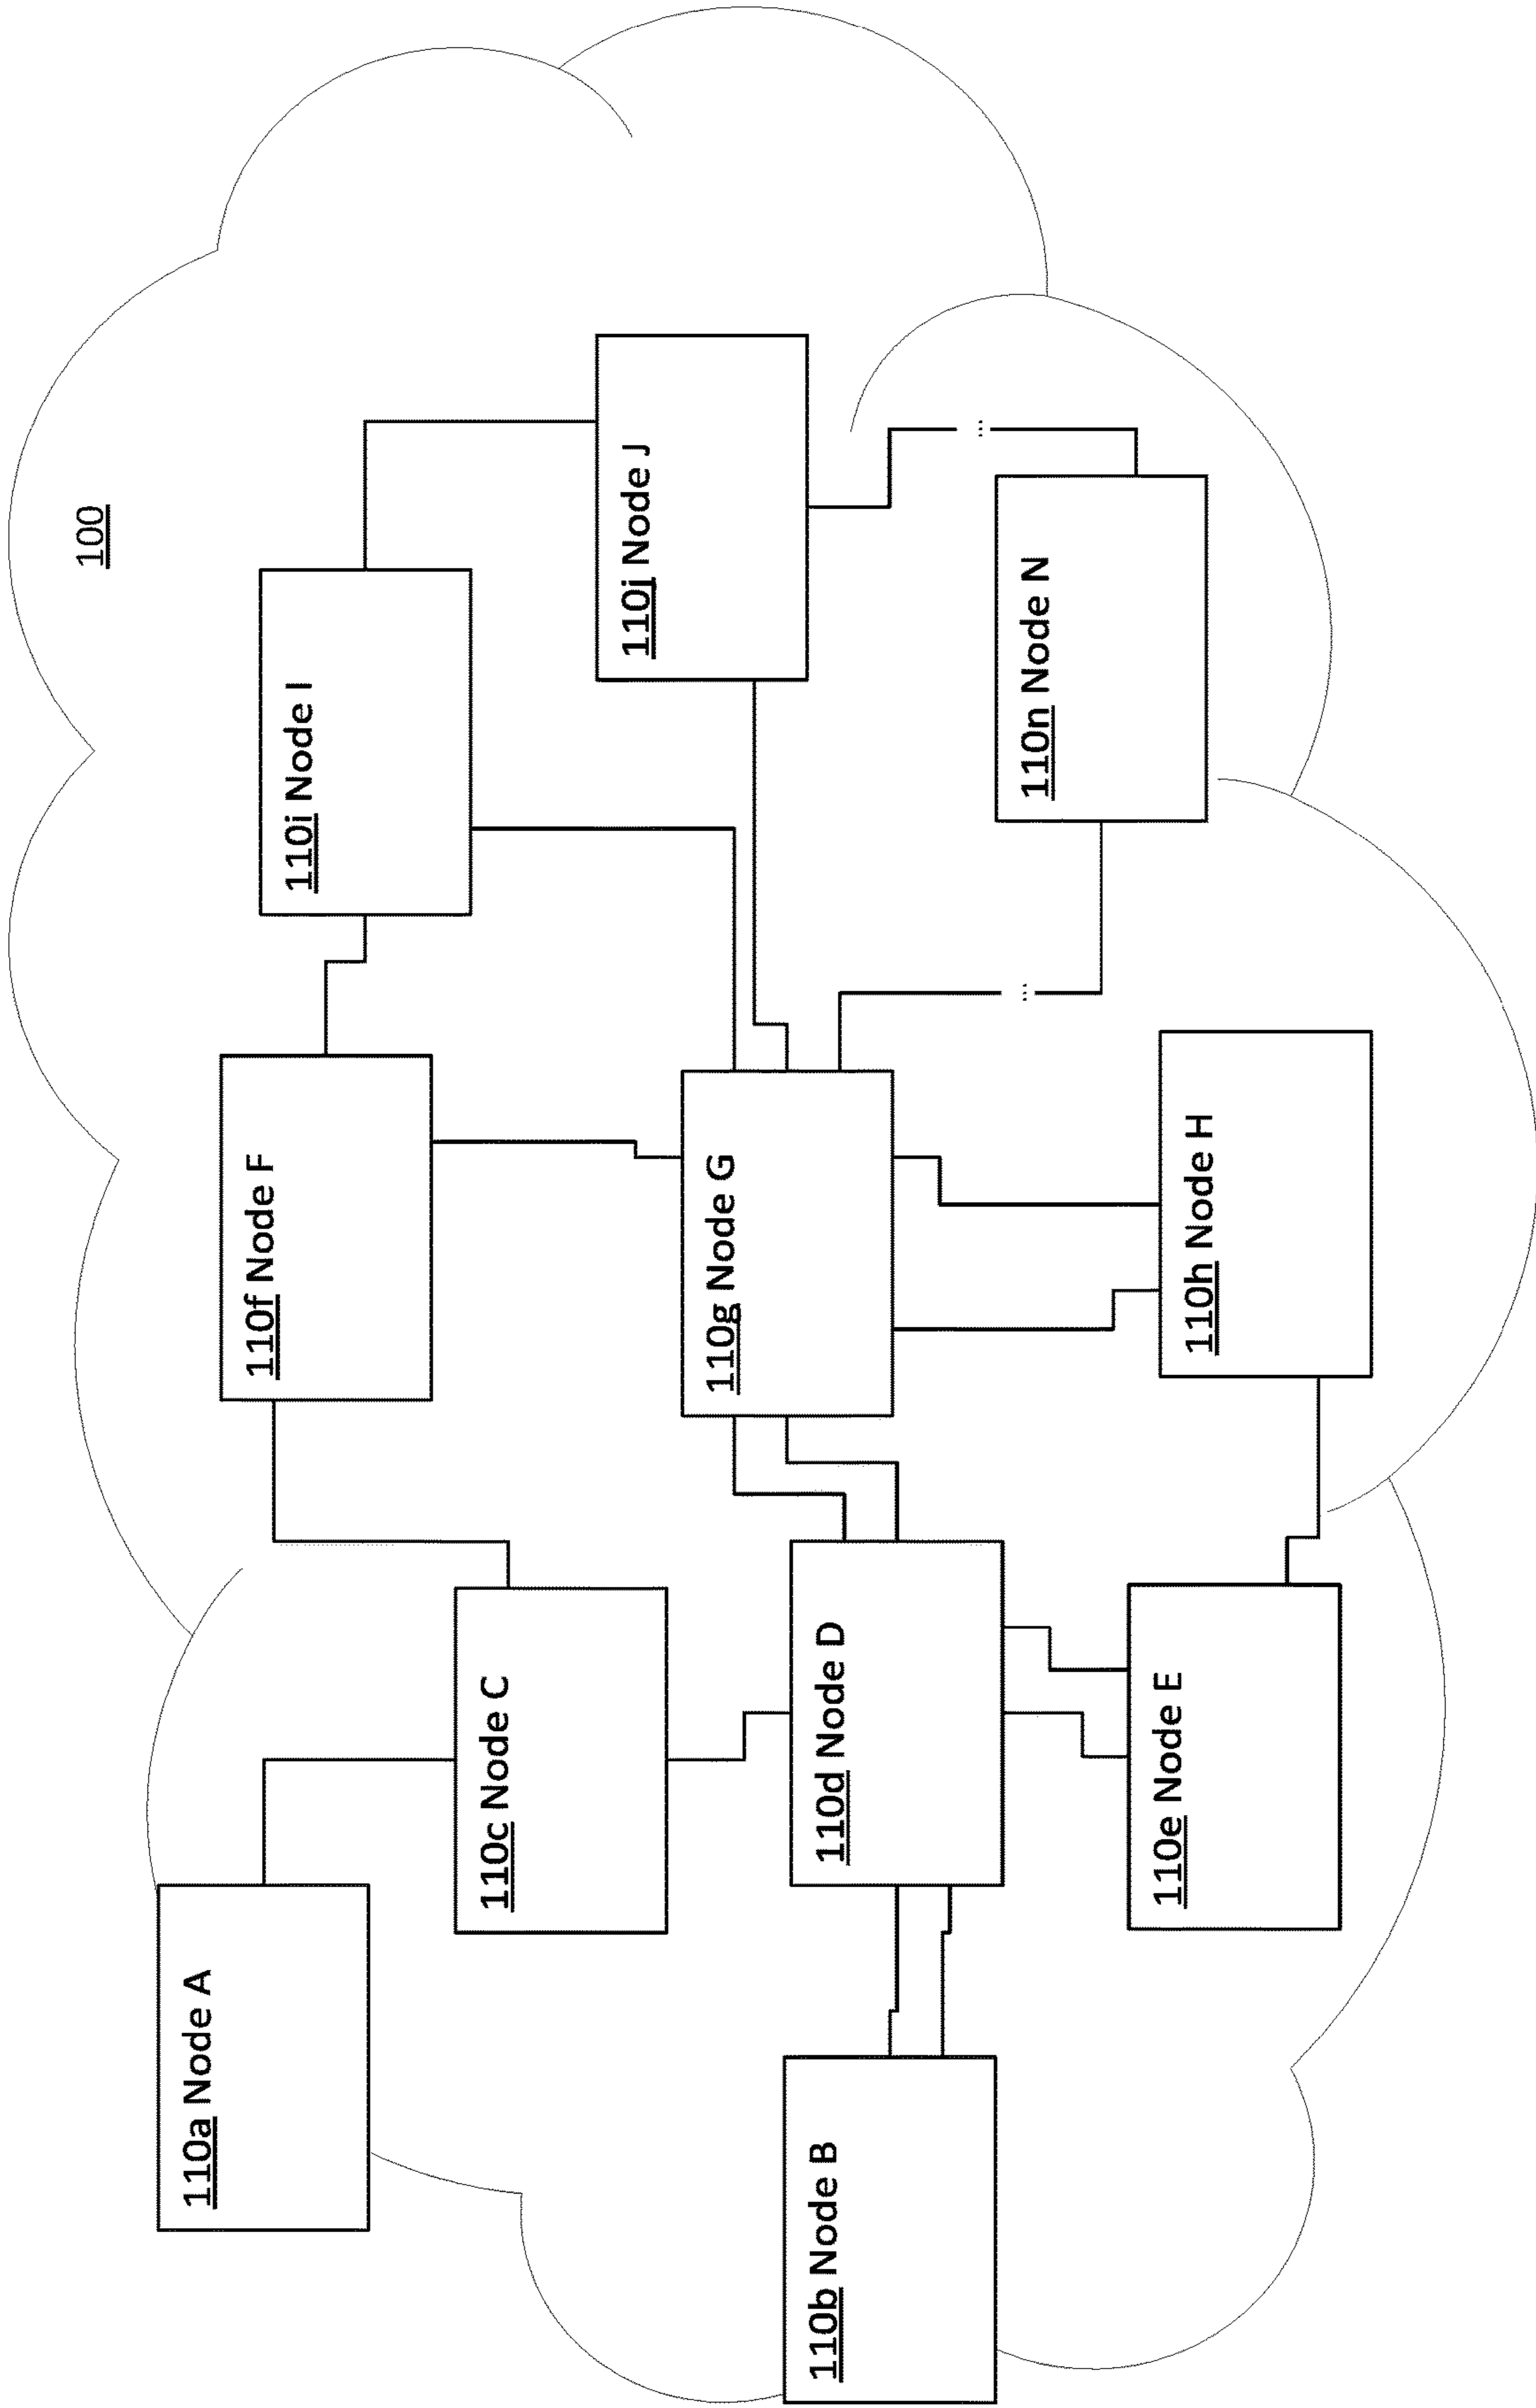 100
110a Node A
110b Node B
110c Node C
110d Node D
110e Node E
110f Node F
110g Node G
110h Node H
110i Node I
110j Node J
...
...
110n Node N